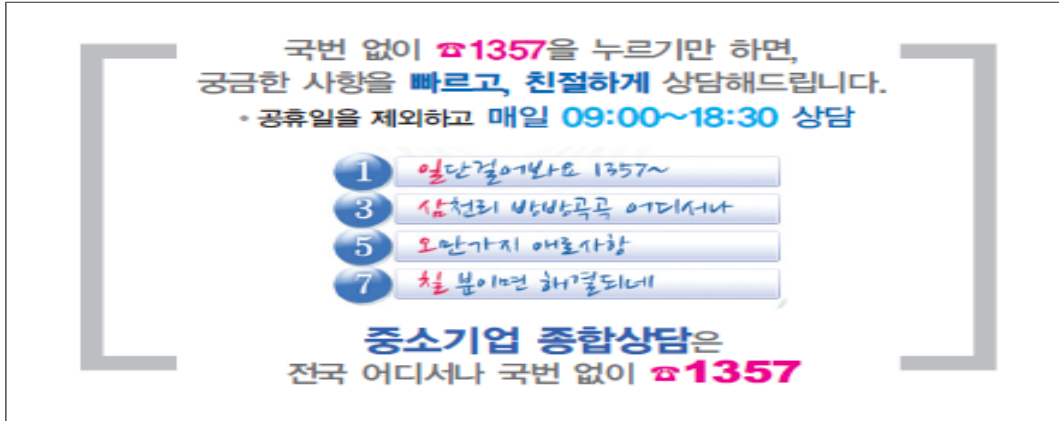 국번 없이 ☎1357을 누르기만 하면,
궁금한 사항을 빠르고, 친절하게 상담해드립니다.
• 공휴일을 제외하고 매일 09:00~18:30 상담
1 일단걸어봐요 1357~
3 삼천리 방방곡곡 어디서나
5 오만가지 애로사항
7 칠 분이면 해결되네
중소기업 종합상담은
전국 어디서나 국번 없이 ☎1357